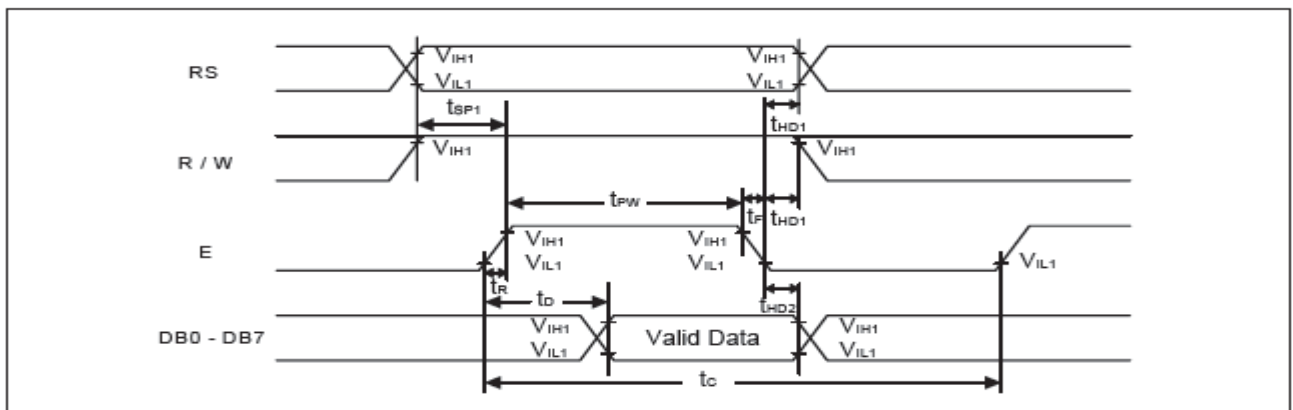 RS
VIH1
VIH1
VIL1
VIL1
tSP1
tHD1
R / W
VIH1
VIH1
tPW
tF
tHD1
E
VIH1
VIH1
VIL1
VIL1
VIL1
tR
tD
tHD2
DB0 - DB7
VIH1
Valid Data
VIH1
VIL1
VIL1
tC